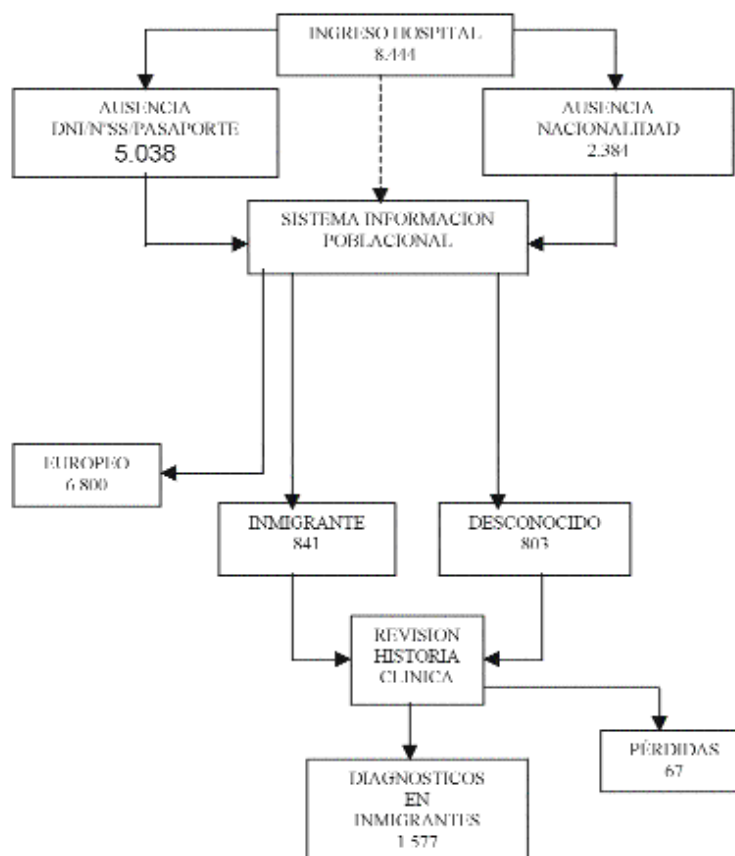 INGRESO HOSPITAL
8.444
AUSENCIA
DNI/NºSS/PASAPORTE
5.038
AUSENCIA
NACIONALIDAD
2.384
SISTEMA INFORMACION
POBLACIONAL
EUROPEO
6.800
INMIGRANTE
841
DESCONOCIDO
803
REVISION
HISTORIA
CLINICA
PÉRDIDAS
67
DIAGNOSTICOS
EN
INMIGRANTES
1.577